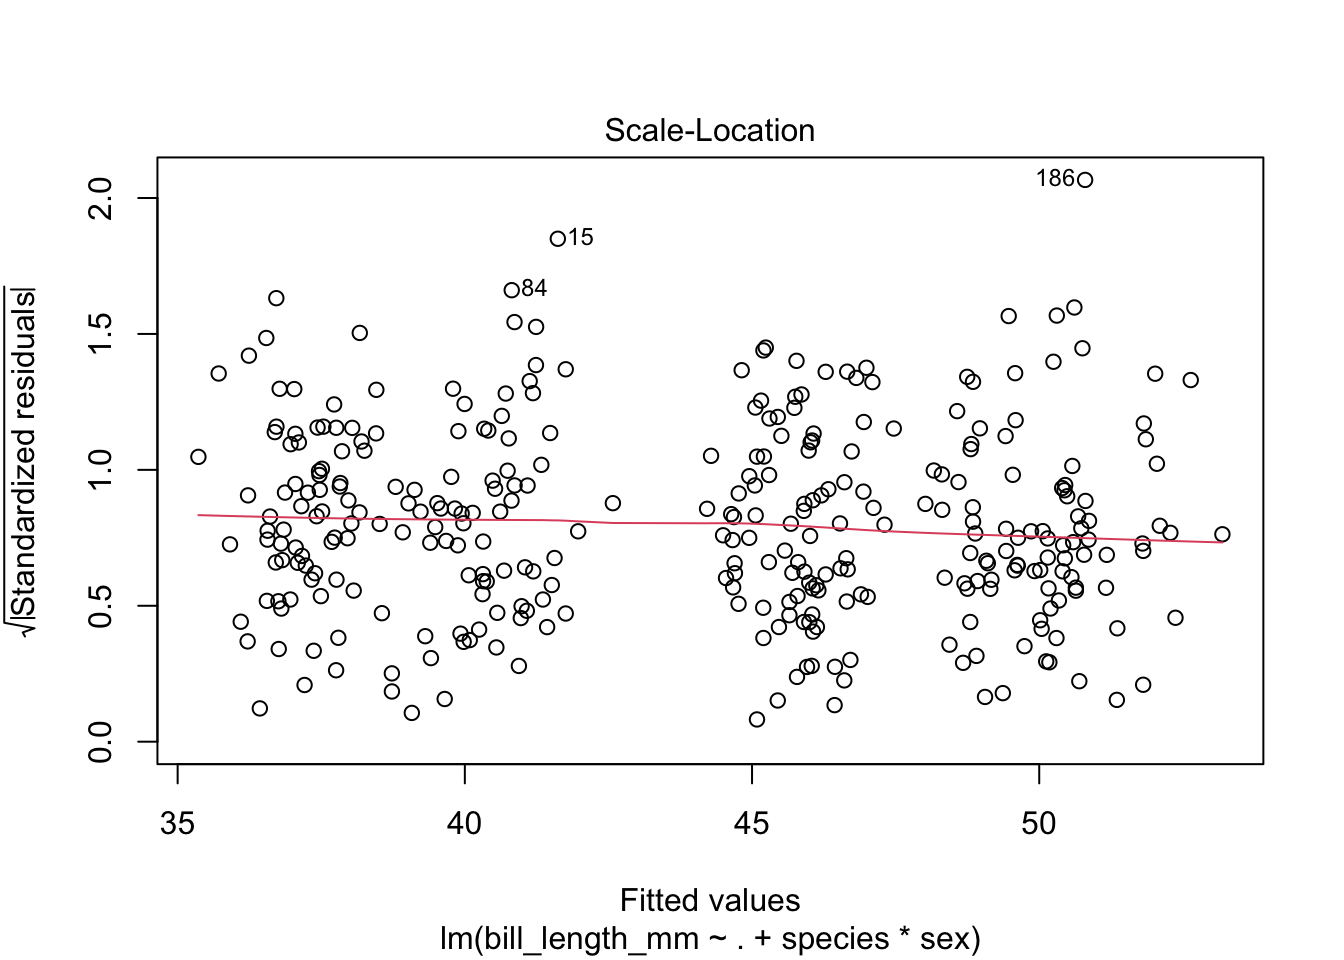 Scale-Location
√|Standardized residuals|
2.0
1.5
1.0
0.5
0.0
186
15
84
35 40 45 50
Fitted values
lm(bill_length_mm ~ . + species * sex)